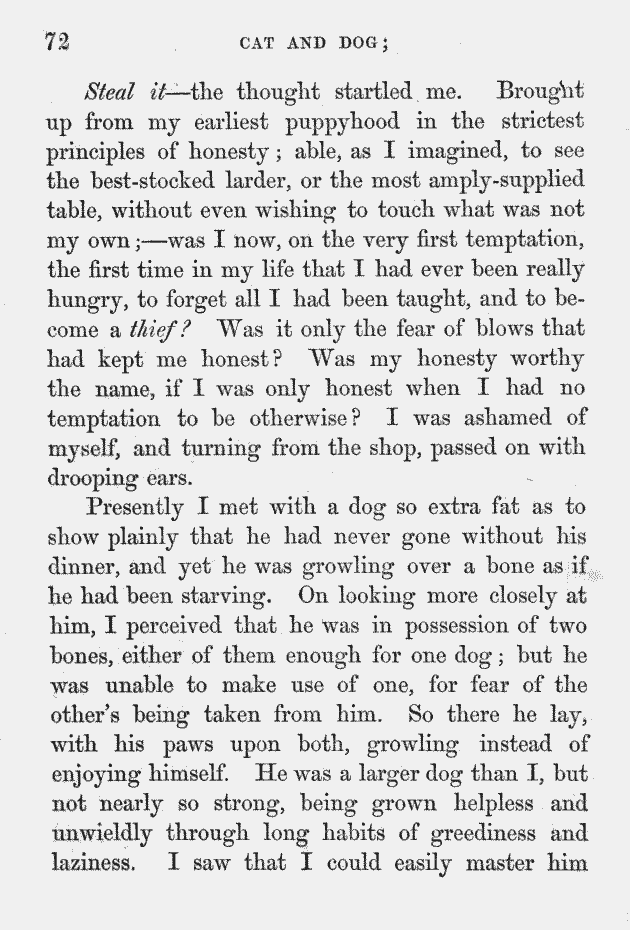 72 CAT AND DOG;
Steal it—the thought startled me. Brought
up from my earliest puppyhood in the strictest
principles of honesty; able, as I imagined, to see
the best-stocked larder, or the most amply-supplied
table, without even wishing to touch what was not
my own;—was I now, on the very first temptation,
the first time in my life that I had ever been really
hungry, to forget all I had been taught, and to be-
come a thief? Was it only the fear of blows that
had kept me honest? Was my honesty worthy
the name, if I was only honest when I had no
temptation to be otherwise? I was ashamed of
myself, and turning from the shop, passed on with
drooping ears.
Presently I met with a dog so extra fat as to
show plainly that he had never gone without his
dinner, and yet he was growling over a bone as if
he had been starving. On looking more closely at
him, I perceived that he was in possession of two
bones, either of them enough for one dog; but he
was unable to make use of one, for fear of the
other's being taken from him. So there he lay,
with his paws upon both, growling instead of
enjoying himself. He was a larger dog than I, but
not nearly so strong, being grown helpless and
unwieldly through long habits of greediness and
laziness. I saw that I could easily master him